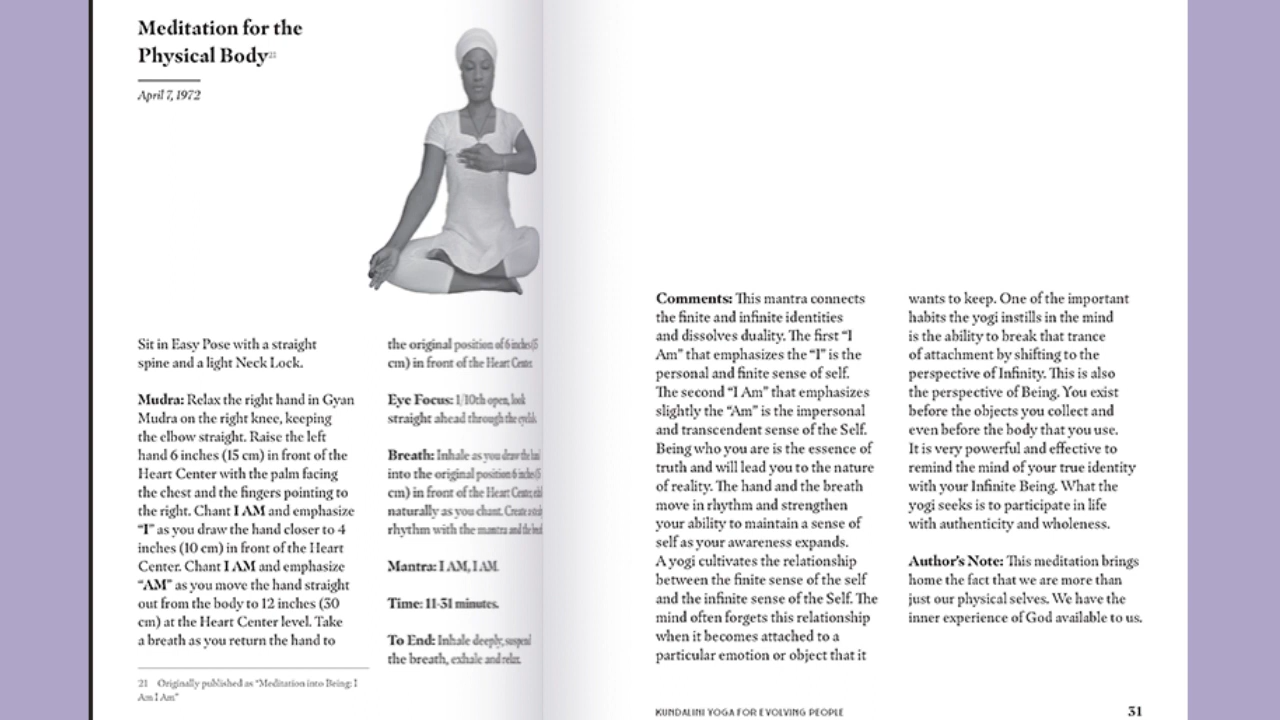 Meditation for the
Physical Body21
April 7, 1972
Sit in Easy Pose with a straight
spine and a light Neck Lock.
Mudra: Relax the right hand in Gyan
Mudra on the right knee, keeping
the elbow straight. Raise the left
hand 6 inches (15 cm) in front of the
Heart Center with the palm facing
the chest and the fingers pointing to
the right. Chant I AM and emphasize
“I” as you draw the hand closer to 4
inches (10 cm) in front of the Heart
Center. Chant I AM and emphasize
“AM” as you move the hand straight
out from the body to 12 inches (30
cm) at the Heart Center level. Take
a breath as you return the hand to
21 Originally published as “Meditation into Being: I
Am I Am”
the original position of 6 inches (15
cm) in front of the Heart Center.
Eye Focus: 1/10th open, look
straight ahead through the eyelids.
Breath: Inhale as you draw the hand
into the original position 6 inches (15
cm) in front of the Heart Center,
naturally as you chant. Create a
rhythm with the mantra and the
Mantra: I AM, I AM.
Time: 11-31 minutes.
To End: Inhale deeply, suspend
the breath, exhale and relax.
Comments: This mantra connects
the finite and infinite identities
and dissolves duality. The first “I
Am” that emphasizes the “I” is the
personal and finite sense of self.
The second “I Am” that emphasizes
slightly the “Am” is the impersonal
and transcendent sense of the Self.
Being who you are is the essence of
truth and will lead you to the nature
of reality. The hand and the breath
move in rhythm and strengthen
your ability to maintain a sense of
self as your awareness expands.
A yogi cultivates the relationship
between the finite sense of the self
and the infinite sense of the Self. The
mind often forgets this relationship
when it becomes attached to a
particular emotion or object that it
wants to keep. One of the important
habits the yogi instills in the mind
is the ability to break that trance
of attachment by shifting to the
perspective of Infinity. This is also
the perspective of Being. You exist
before the objects you collect and
even before the body that you use.
It is very powerful and effective to
remind the mind of your true identity
with your Infinite Being. What the
yogi seeks is to participate in life
with authenticity and wholeness.
Author’s Note: This meditation brings
home the fact that we are more than
just our physical selves. We have the
inner experience of God available to us.
KUNDALINI YOGA FOR EVOLVING PEOPLE
31